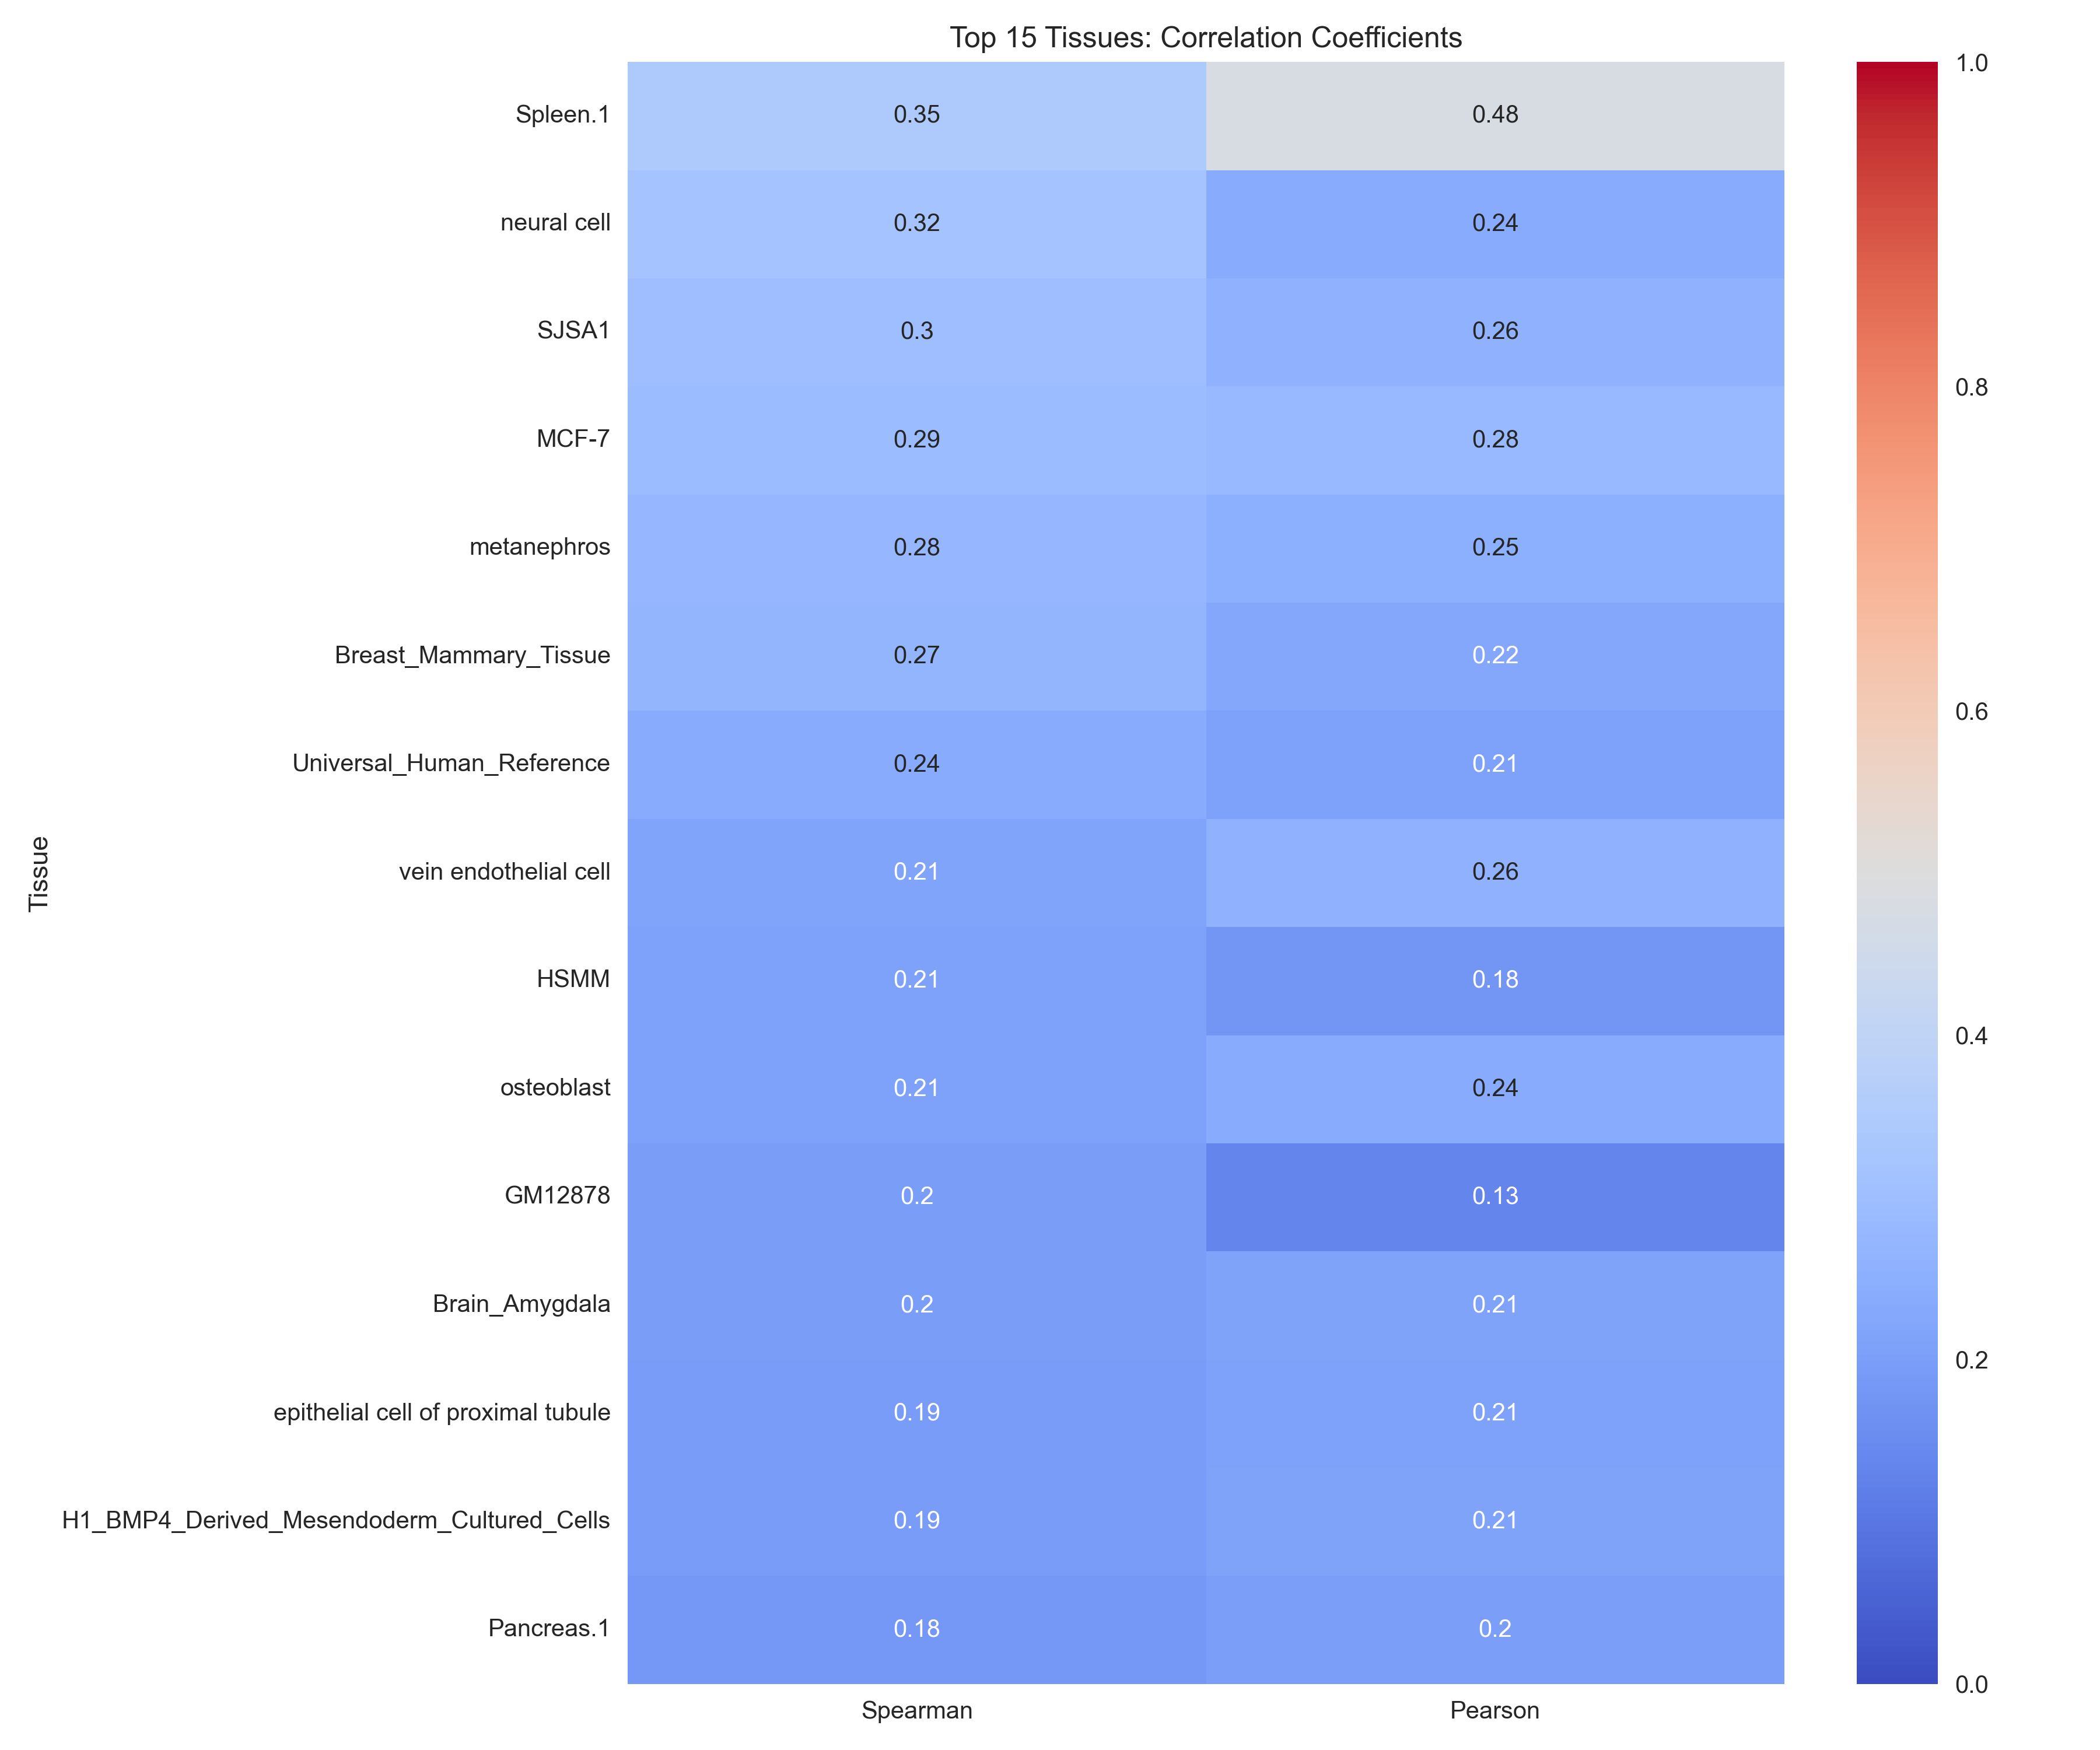 Top 15 Tissues: Correlation Coefficients
Tissue
Spleen.1 0.35 0.48
neural cell 0.32 0.24
SJSA1 0.3 0.26
MCF-7 0.29 0.28
metanephros 0.28 0.25
Breast_Mammary_Tissue 0.27 0.22
Universal_Human_Reference 0.24 0.21
vein endothelial cell 0.21 0.26
HSMM 0.21 0.18
osteoblast 0.21 0.24
GM12878 0.2 0.13
Brain_Amygdala 0.2 0.21
epithelial cell of proximal tubule 0.19 0.21
H1_BMP4_Derived_Mesendoderm_Cultured_Cells 0.19 0.21
Pancreas.1 0.18 0.2
Spearman Pearson
1.0
0.8
0.6
0.4
0.2
0.0